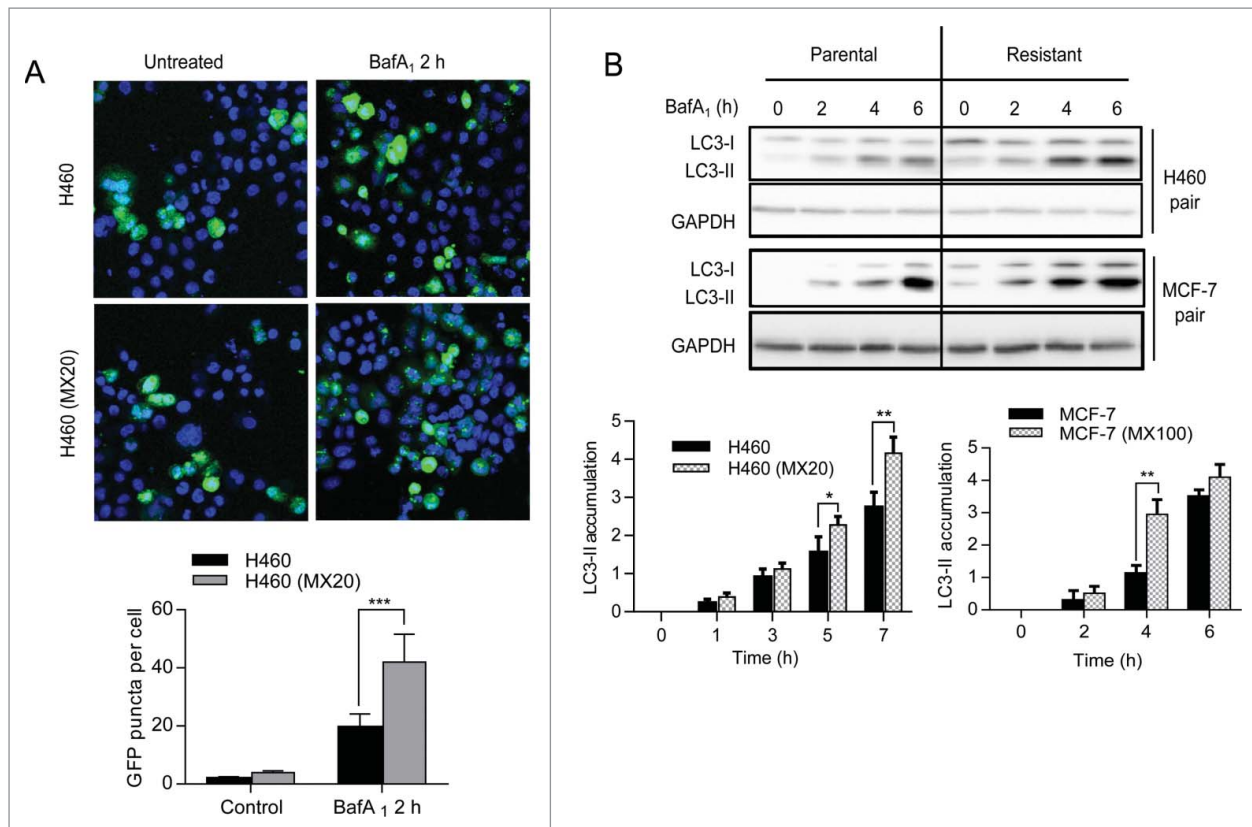 A
Untreated
BafA₁ 2 h
H460
H460 (MX20)
H460
H460 (MX20)
GFP puncta per cell
60
40
20
0
***
Control
BafA ₁ 2 h
B
Parental
Resistant
BafA₁ (h)
0 2 4 6 0 2 4 6
LC3-I
LC3-II
GAPDH
H460
pair
LC3-I
LC3-II
GAPDH
MCF-7
pair
H460
H460 (MX20)
LC3-II accumulation
5
4
3
2
1
0
*
**
0 1 3 5 7
Time (h)
MCF-7
MCF-7 (MX100)
LC3-II accumulation
5
4
3
2
1
0
**
0 2 4 6
Time (h)